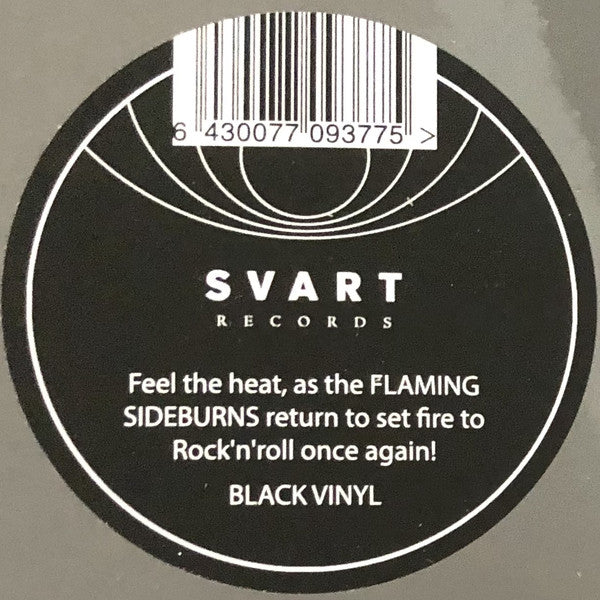 6 430077 093775 >
SVART
RECORDS
Feel the heat, as the FLAMING
SIDEBURNS return to set fire to
Rock'n'roll once again!
BLACK VINYL